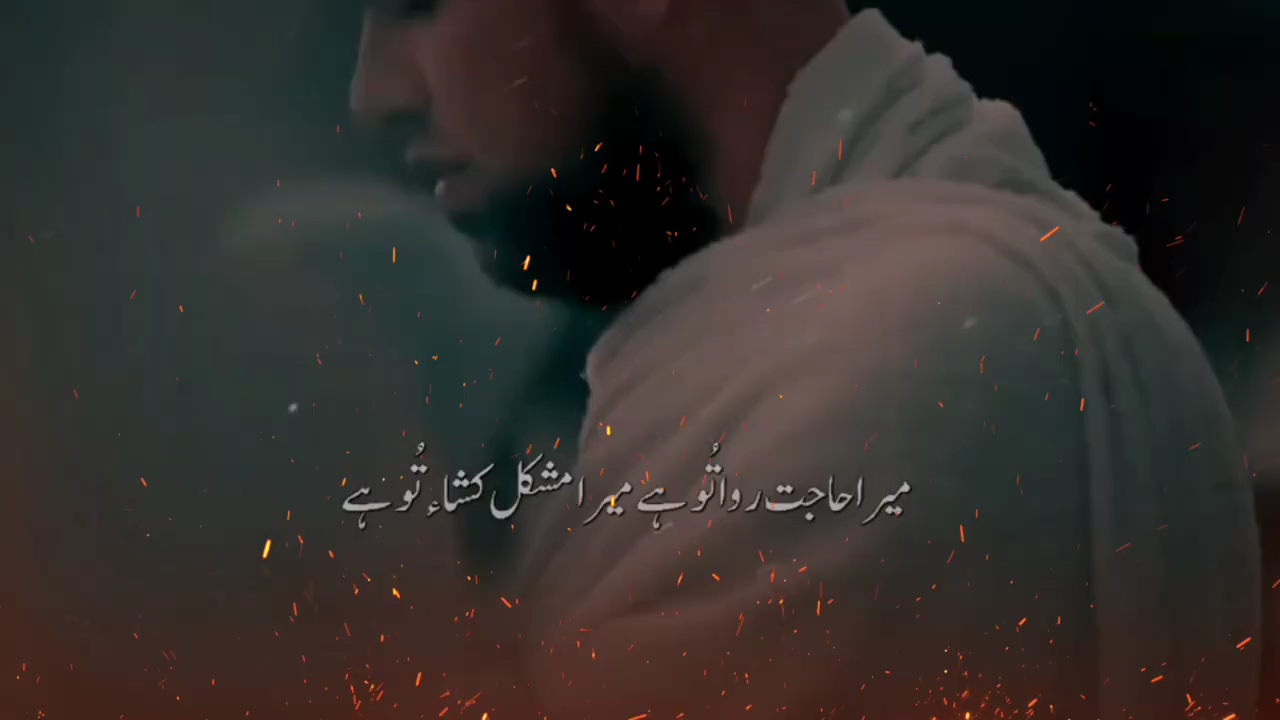 میرا حاجت روا تُو ہے میرا مشکل کشاء تُو ہے